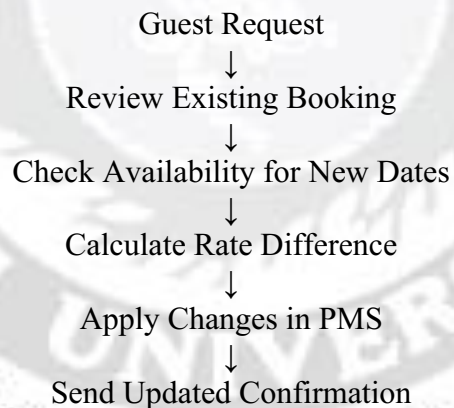 Guest Request
↓
Review Existing Booking
↓
Check Availability for New Dates
↓
Calculate Rate Difference
↓
Apply Changes in PMS
↓
Send Updated Confirmation
UNIVER